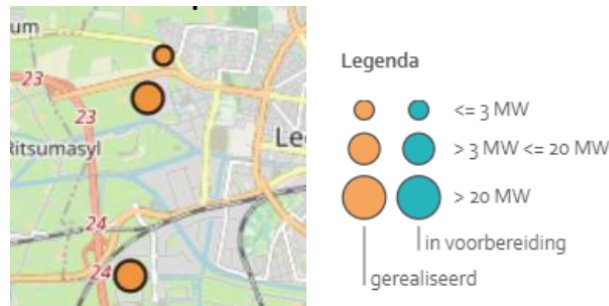 um
23
23
Ritsumasyl
Le
24
24
Legenda
<= 3 MW
> 3 MW <= 20 MW
> 20 MW
in voorbereiding
gerealiseerd